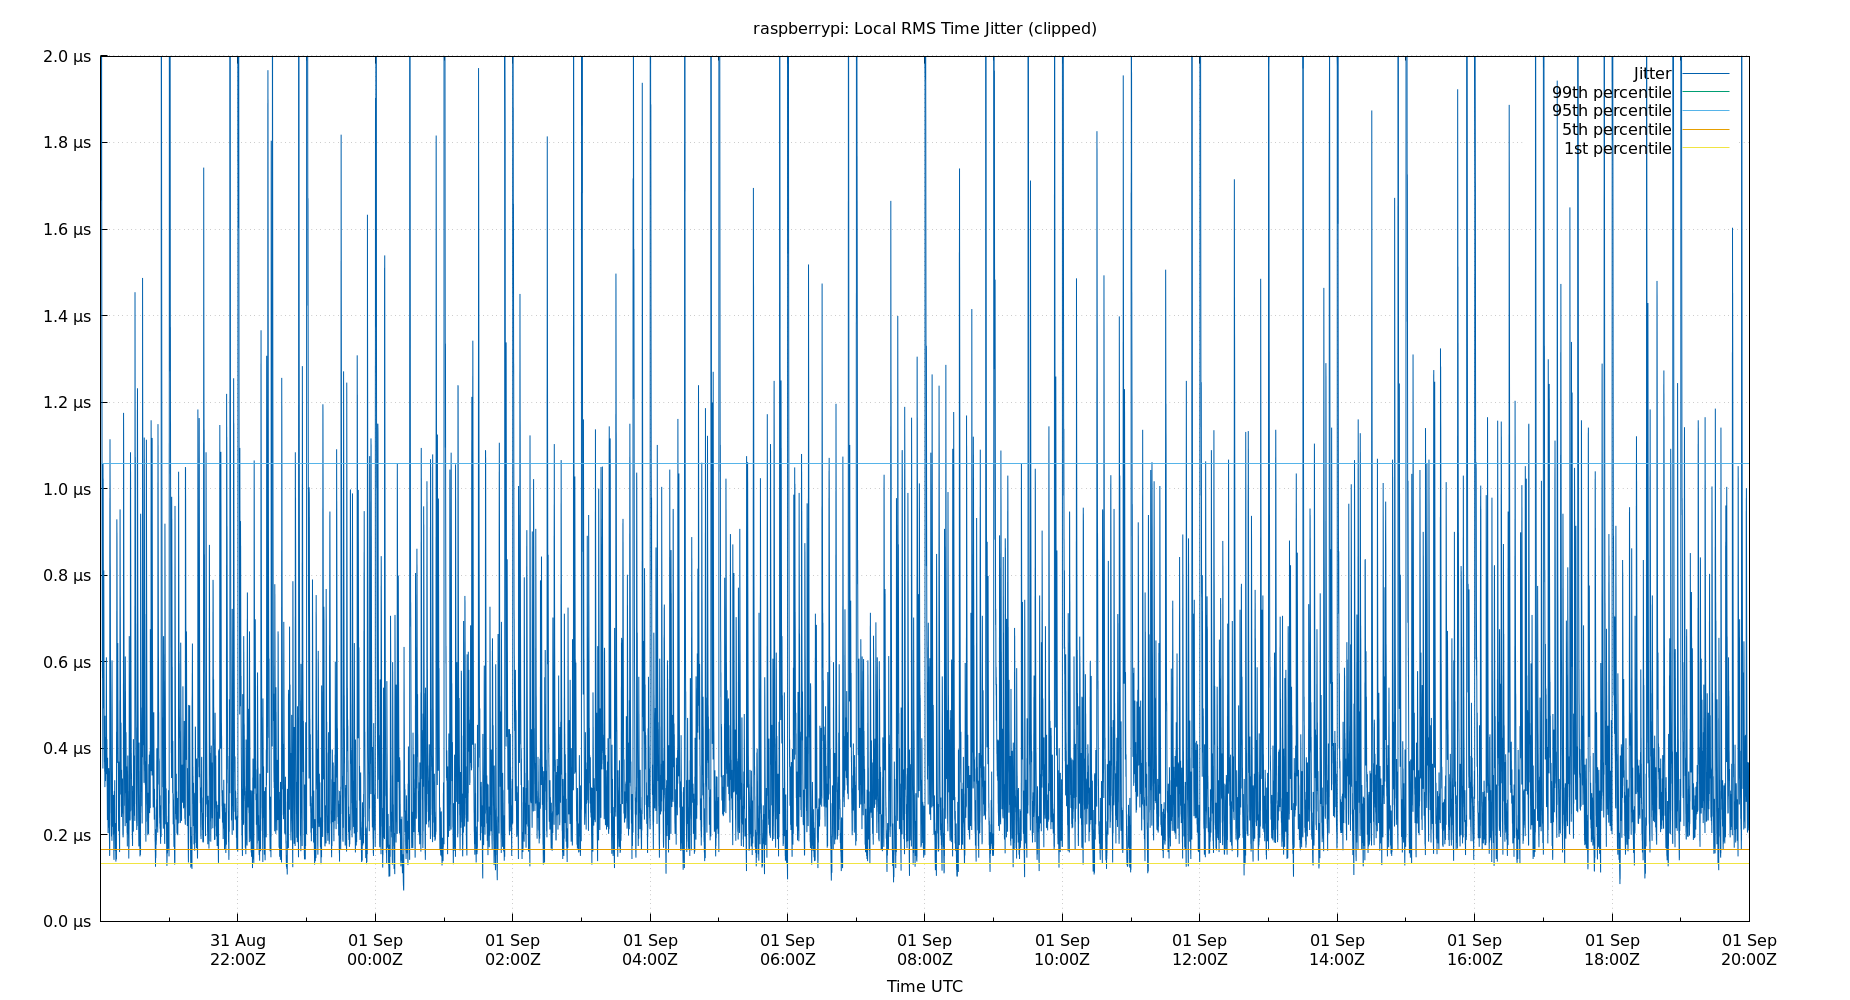 raspberrypi: Local RMS Time Jitter (clipped)
2.0 µs
1.8 µs
1.6 µs
1.4 µs
1.2 µs
1.0 µs
0.8 µs
0.6 µs
0.4 µs
0.2 µs
0.0 µs
Jitter
99th percentile
95th percentile
5th percentile
1st percentile
31 Aug 01 Sep 01 Sep 01 Sep 01 Sep 01 Sep 01 Sep 01 Sep 01 Sep 01 Sep 01 Sep 01 Sep
22:00Z 00:00Z 02:00Z 04:00Z 06:00Z 08:00Z 10:00Z 12:00Z 14:00Z 16:00Z 18:00Z 20:00Z
Time UTC